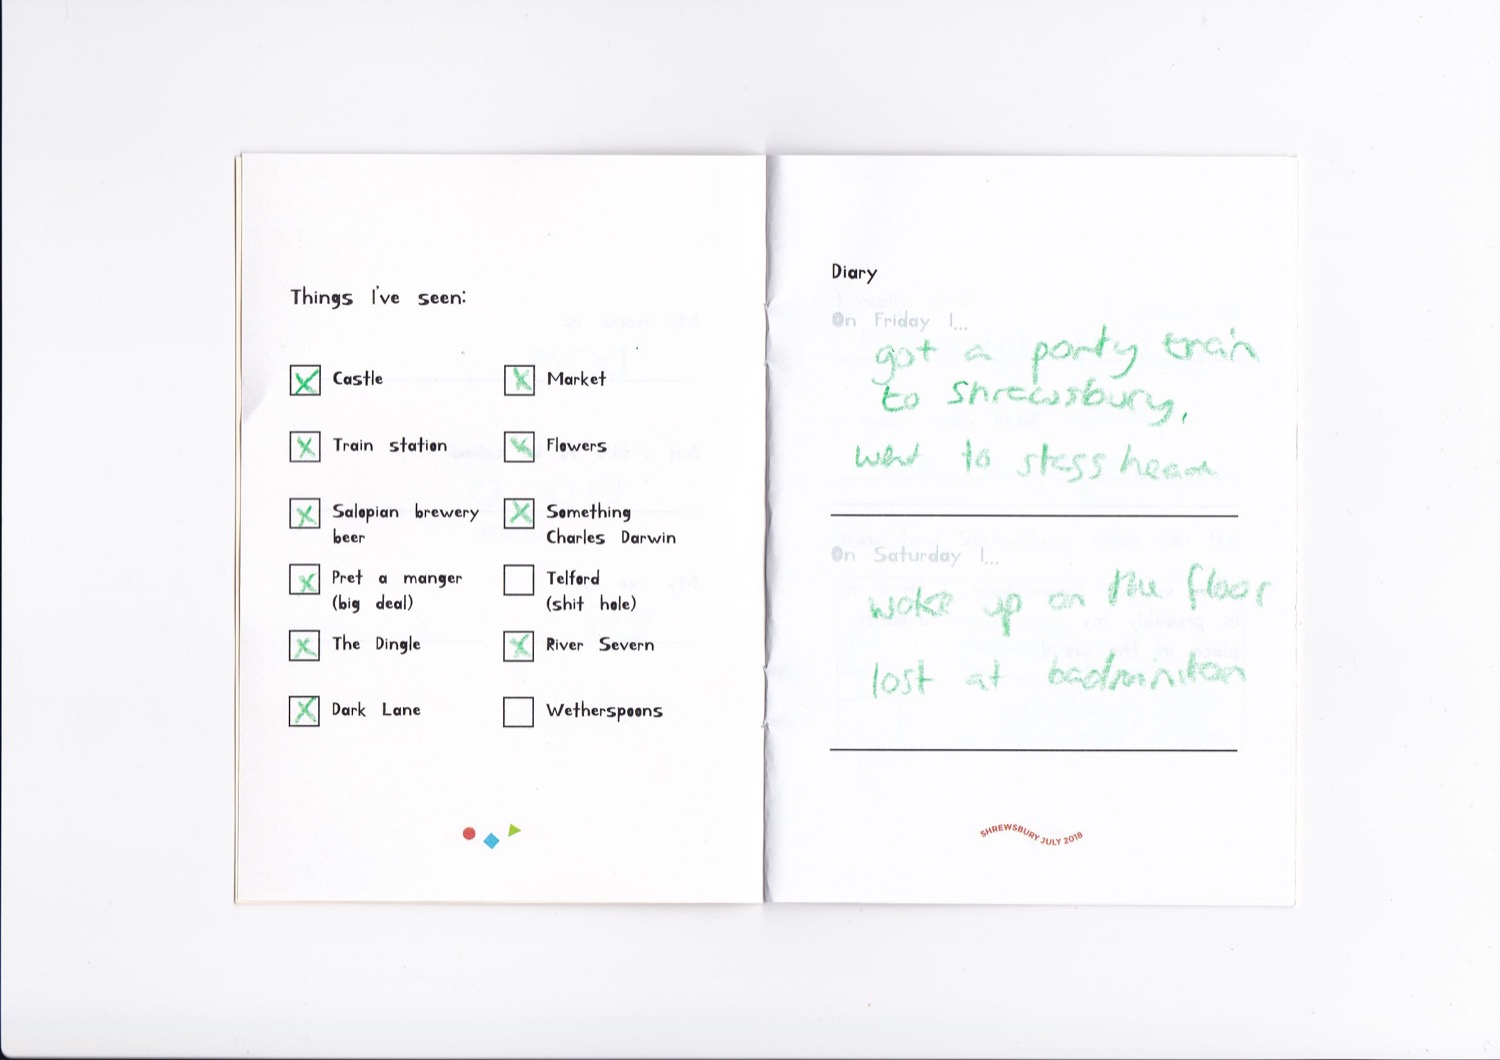 Things I've seen:
Castle
Train station
Salopian brewery
beer
Pret a manger
(big deal)
The Dingle
Dark Lane
Market
Flowers
Something
Charles Darwin
Telford
(shit hole)
River Severn
Wetherspoons
Diary
On Friday I...
got a party train
to Shrewsbury,
went to stags head
On Saturday I...
woke up on the floor
lost at badminton
SHREWSBURY JULY 2018